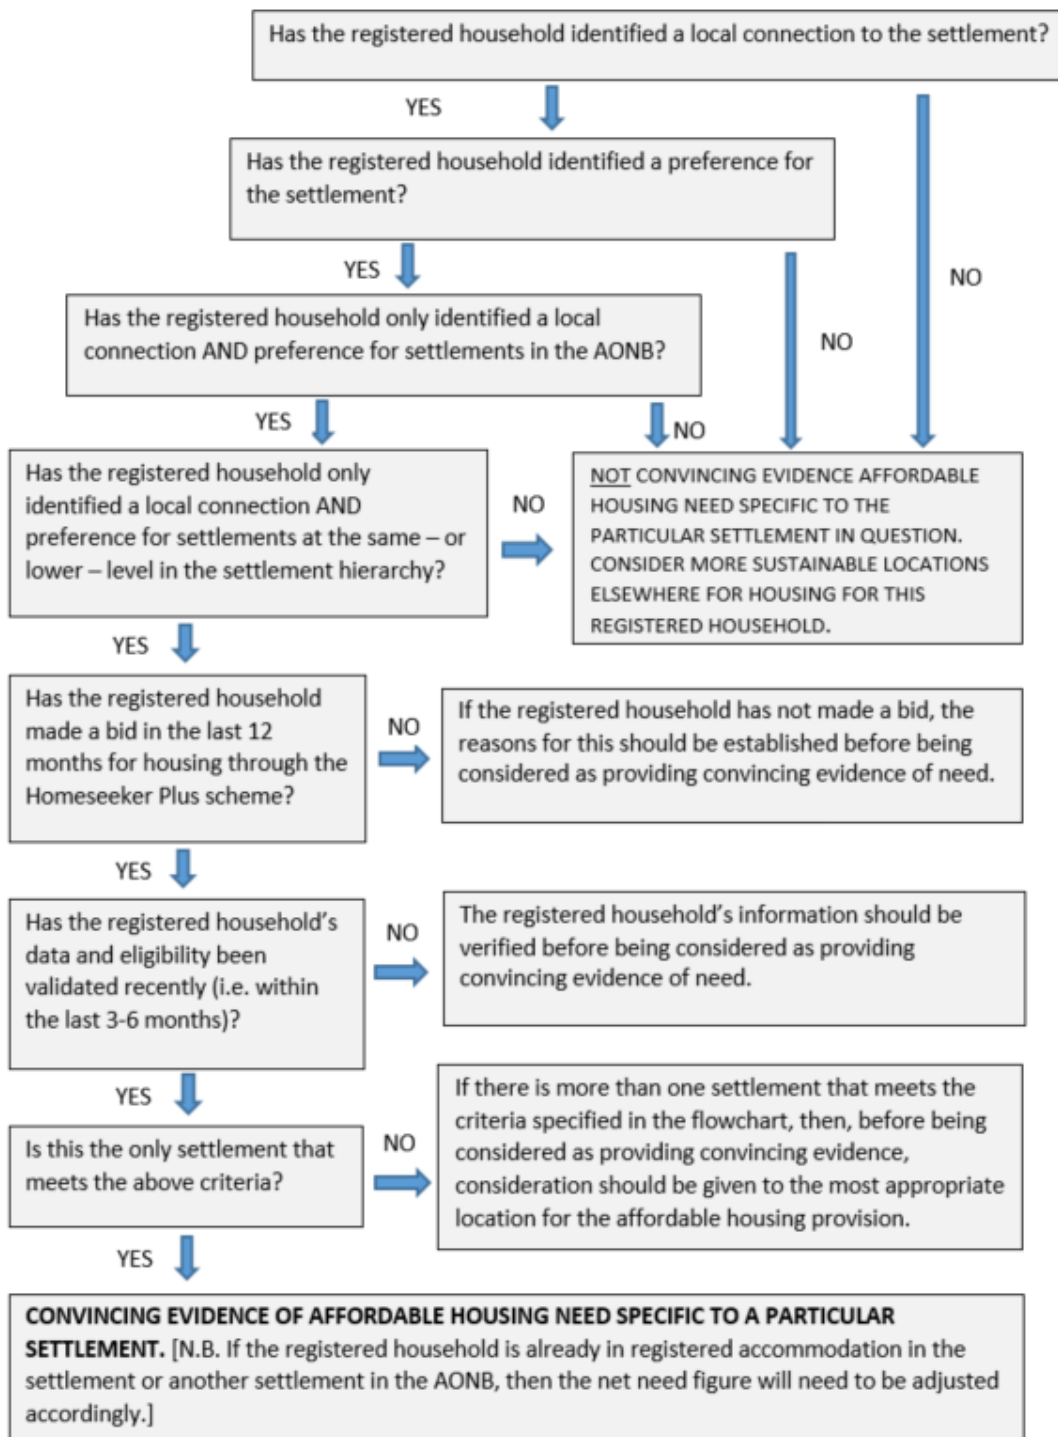 Has the registered household identified a local connection to the settlement?
YES
Has the registered household identified a preference for
the settlement?
NO
YES
Has the registered household only identified a local
connection AND preference for settlements in the AONB?
NO
YES
NO
Has the registered household only
identified a local connection AND
preference for settlements at the same – or
lower – level in the settlement hierarchy?
NO
NOT CONVINCING EVIDENCE AFFORDABLE
HOUSING NEED SPECIFIC TO THE
PARTICULAR SETTLEMENT IN QUESTION.
CONSIDER MORE SUSTAINABLE LOCATIONS
ELSEWHERE FOR HOUSING FOR THIS
REGISTERED HOUSEHOLD.
YES
Has the registered household
made a bid in the last 12
months for housing through the
Homeseeker Plus scheme?
NO
If the registered household has not made a bid, the
reasons for this should be established before being
considered as providing convincing evidence of need.
YES
Has the registered household's
data and eligibility been
validated recently (i.e. within
the last 3-6 months)?
NO
The registered household's information should be
verified before being considered as providing
convincing evidence of need.
YES
Is this the only settlement that
meets the above criteria?
NO
If there is more than one settlement that meets the
criteria specified in the flowchart, then, before being
considered as providing convincing evidence,
consideration should be given to the most appropriate
location for the affordable housing provision.
YES
CONVINCING EVIDENCE OF AFFORDABLE HOUSING NEED SPECIFIC TO A PARTICULAR
SETTLEMENT. [N.B. If the registered household is already in registered accommodation in the
settlement or another settlement in the AONB, then the net need figure will need to be adjusted
accordingly.]